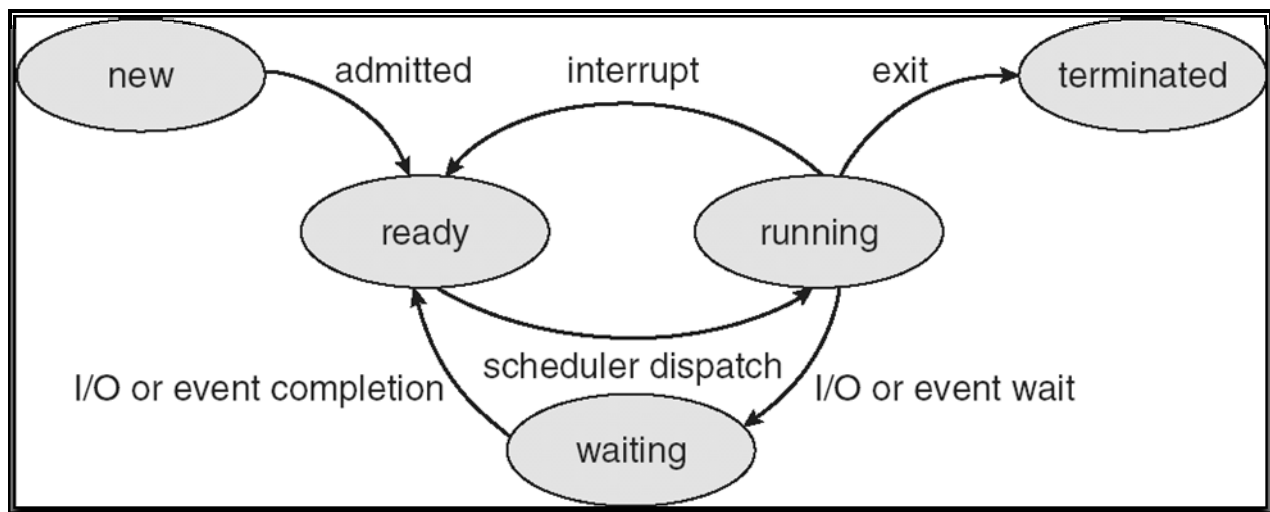 new
admitted
interrupt
exit
terminated
ready
running
scheduler dispatch
I/O or event completion
I/O or event wait
waiting